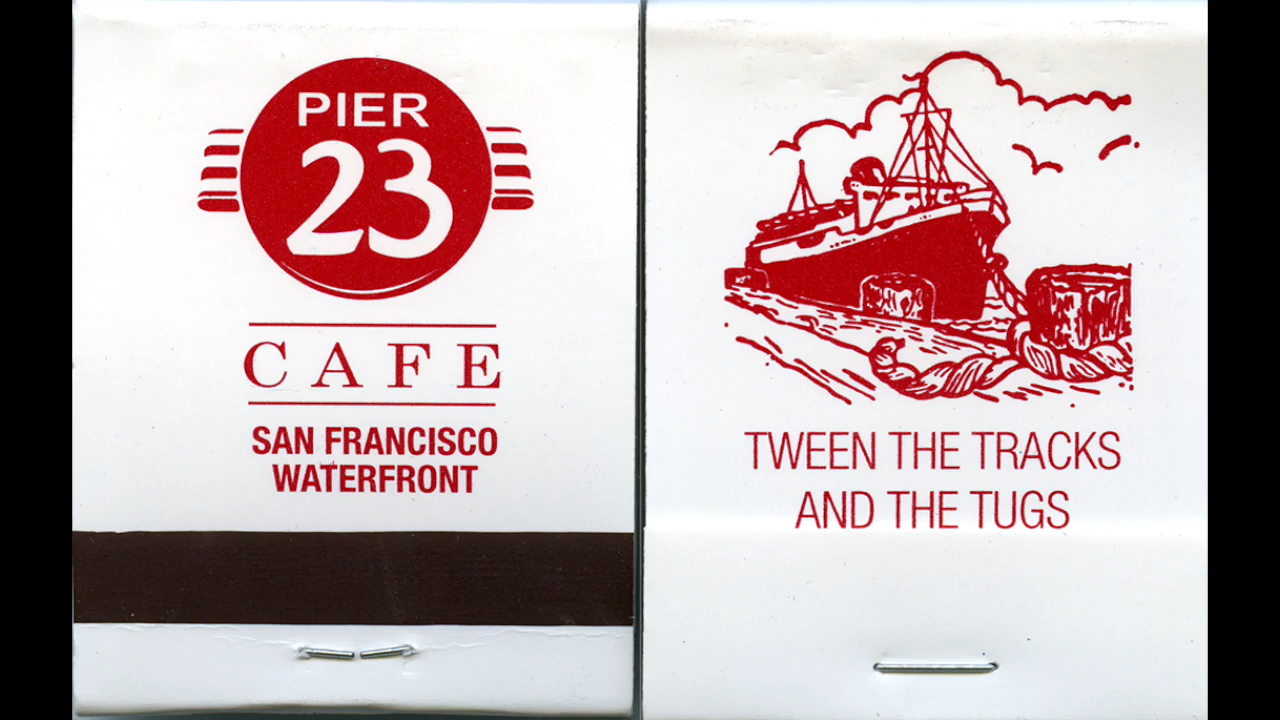 PIER
23
CAFE
SAN FRANCISCO
WATERFRONT
TWEEN THE TRACKS
AND THE TUGS